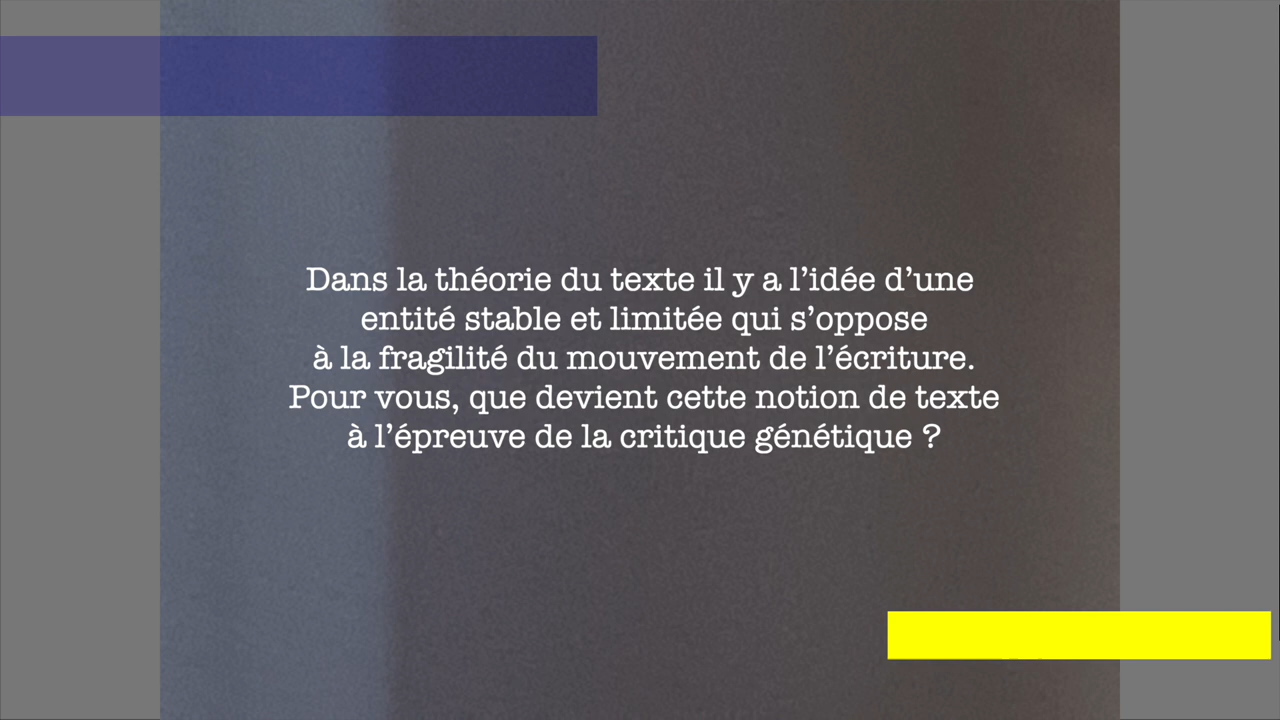 Dans la théorie du texte il y a l’idée d’une
entité stable et limitée qui s’oppose
à la fragilité du mouvement de l’écriture.
Pour vous, que devient cette notion de texte
à l’épreuve de la critique génétique ?